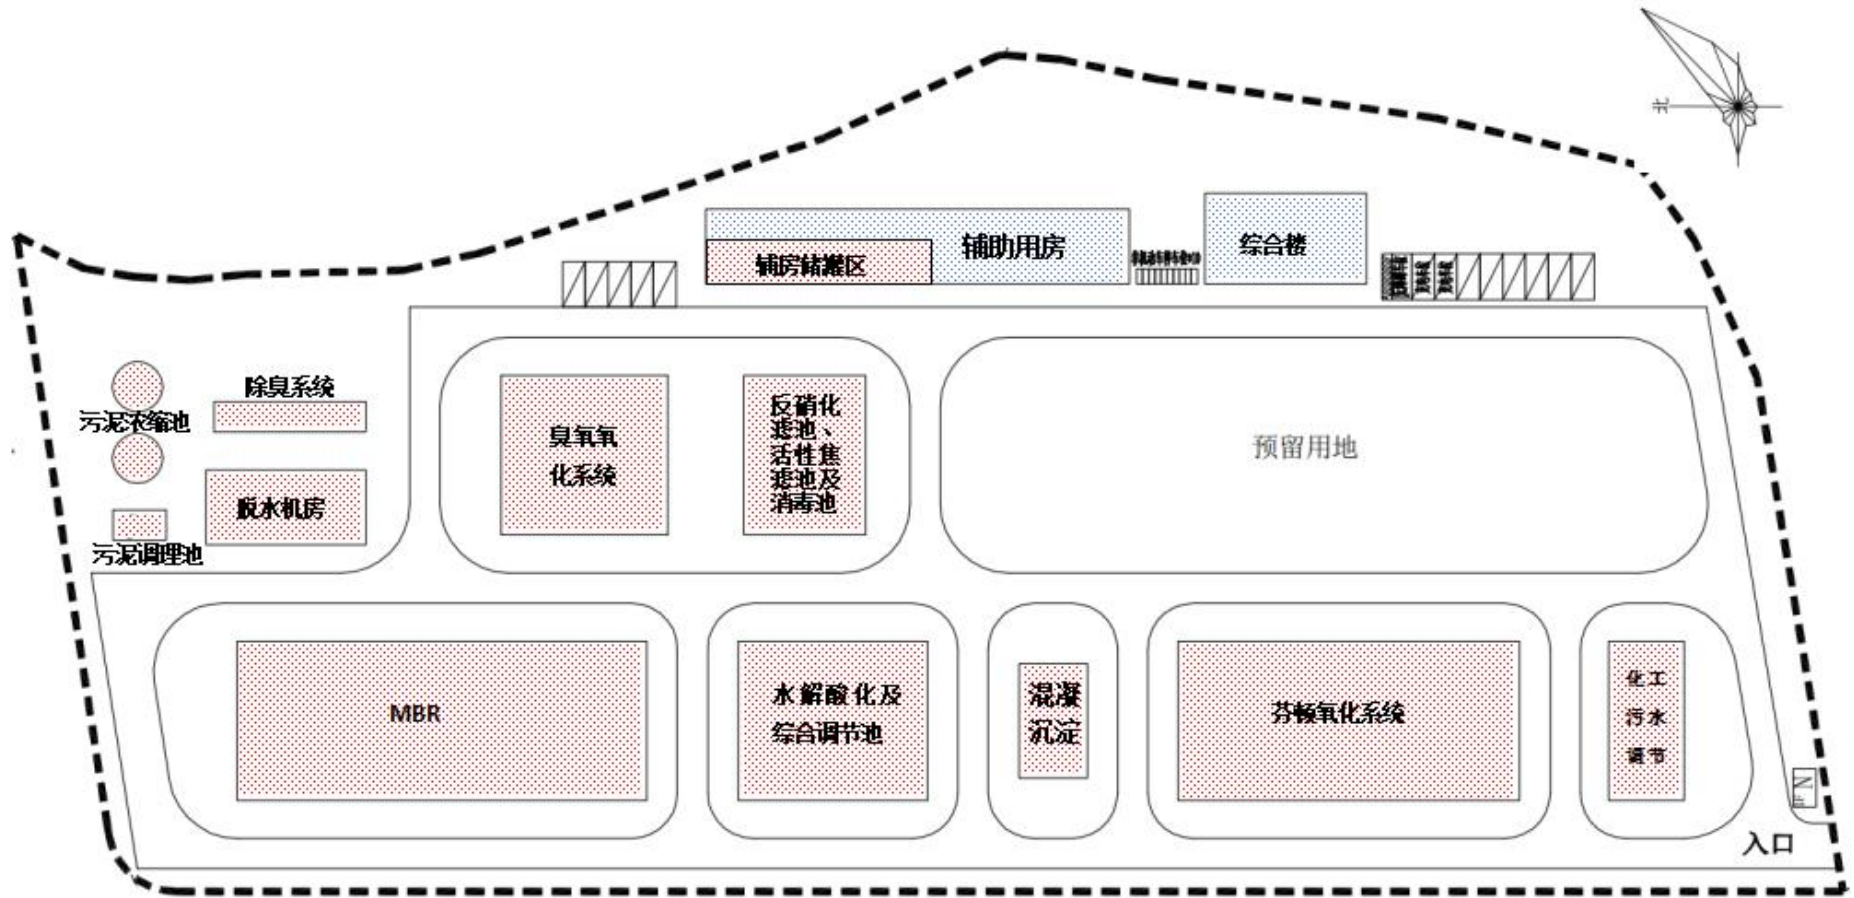 北
辅助用房
综合楼
辅房储罐区
除臭系统
污泥浓缩池
脱水机房
污泥调理池
臭氧氧
化系统
反硝化
滤池、
活性焦
滤池及
消毒池
预留用地
MBR
水解酸化及
综合调节池
混凝
沉淀
芬顿氧化系统
化工
污水
调节
入口